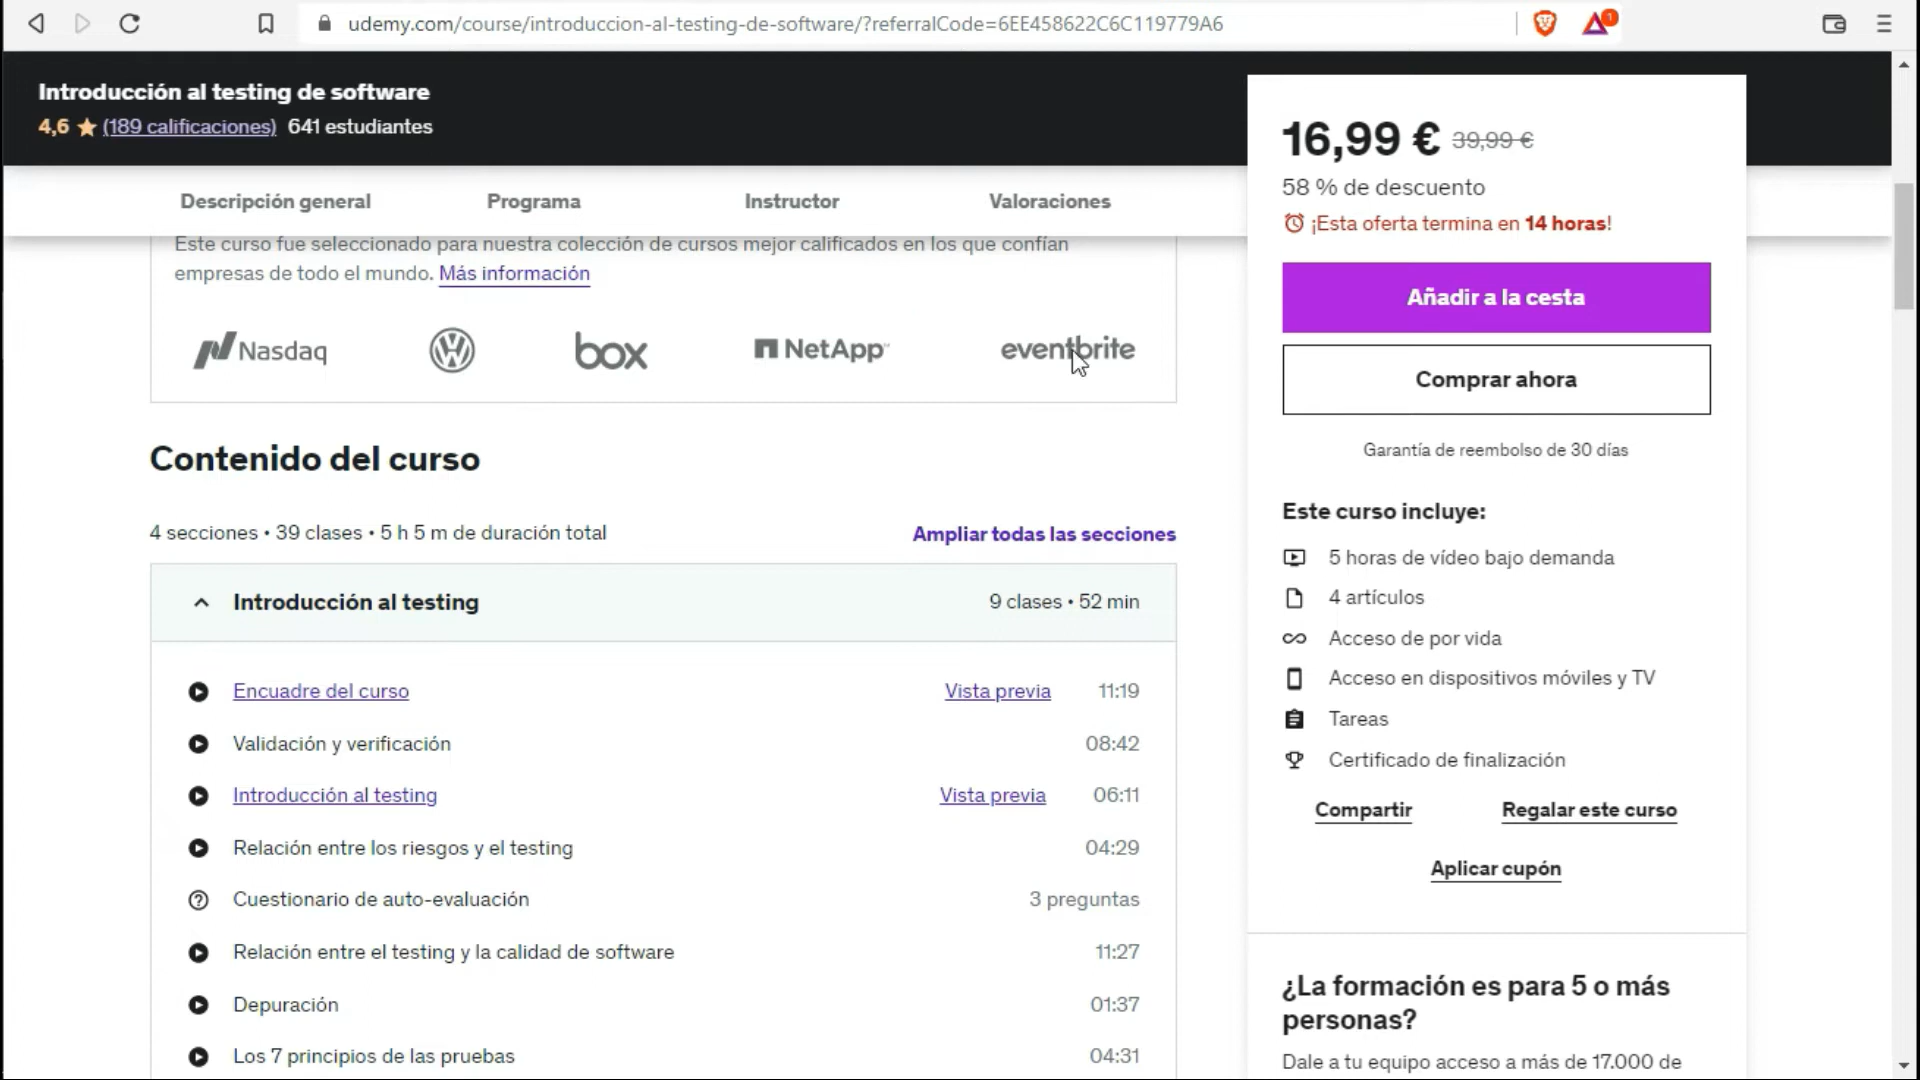 udemy.com/course/introduccion-al-testing-de-software/?referralCode=6EE458622C6C119779A6
1
Introducción al testing de software
4,6 (189 calificaciones) 641 estudiantes
Descripción general Programa Instructor Valoraciones
Este curso fue seleccionado para nuestra colección de cursos mejor calificados en los que confían
empresas de todo el mundo. Más información
Nasdaq box NetApp eventbrite
Contenido del curso
4 secciones • 39 clases • 5 h 5 m de duración total Ampliar todas las secciones
Introducción al testing 9 clases • 52 min
Encuadre del curso Vista previa 11:19
Validación y verificación 08:42
Introducción al testing Vista previa 06:11
Relación entre los riesgos y el testing 04:29
Cuestionario de auto-evaluación 3 preguntas
Relación entre el testing y la calidad de software 11:27
Depuración 01:37
Los 7 principios de las pruebas 04:31
16,99 € 39,99 €
58 % de descuento
¡Esta oferta termina en 14 horas!
Añadir a la cesta
Comprar ahora
Garantía de reembolso de 30 días
Este curso incluye:
5 horas de vídeo bajo demanda
4 artículos
Acceso de por vida
Acceso en dispositivos móviles y TV
Tareas
Certificado de finalización
Compartir Regalar este curso
Aplicar cupón
¿La formación es para 5 o más
personas?
Dale a tu equipo acceso a más de 17.000 de